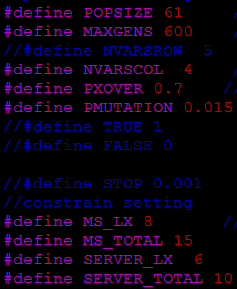 #define POPSIZE 61
#define MAXGENS 600 /
//#define NVARSROW 5
#define NVARSCOL 4 /
#define PXOVER 0.7 //
#define PMUTATION 0.015
//#define TRUE 1
//#define FALSE 0
//#define STOP 0.001
//constrain setting
#define MS_LX 8 //
#define MS_TOTAL 15
#define SERVER_LX 6
#define SERVER_TOTAL 10